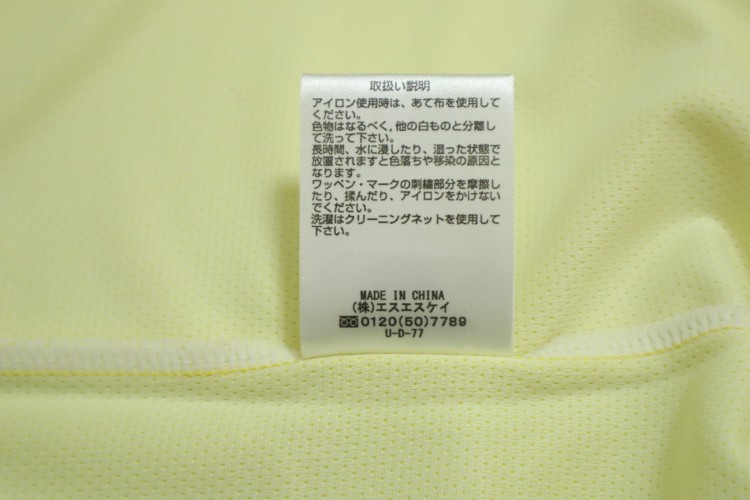 取扱い説明
アイロン使用時は、あて布を使用して
ください。
色物はなるべく,他の白ものと分離し
て洗って下さい。
長時間、水に浸したり、湿った状態で
放置されますと色落ちや移染の原因と
なります。
ワッペン・マークの刺繍部分を摩擦し
たり、揉んだり、アイロンをかけない
でください。
洗濯はクリーニングネットを使用して
下さい。
MADE IN CHINA
(株)エスエスケイ
0120(50)7789
U-D-77